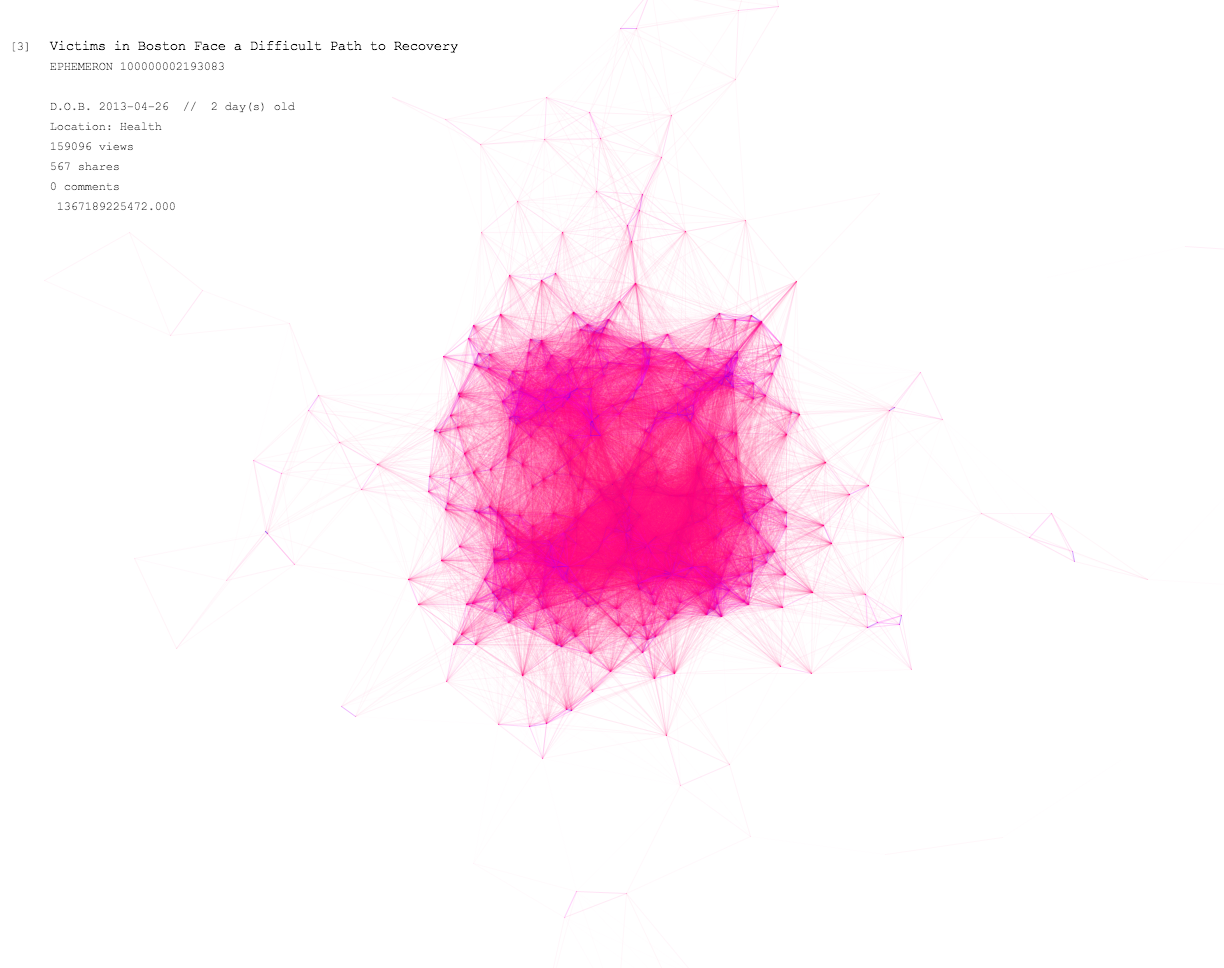 [3] Victims in Boston Face a Difficult Path to Recovery
EPHEMERON 100000002193083
D.O.B. 2013-04-26 // 2 day(s) old
Location: Health
159096 views
567 shares
0 comments
1367189225472.000